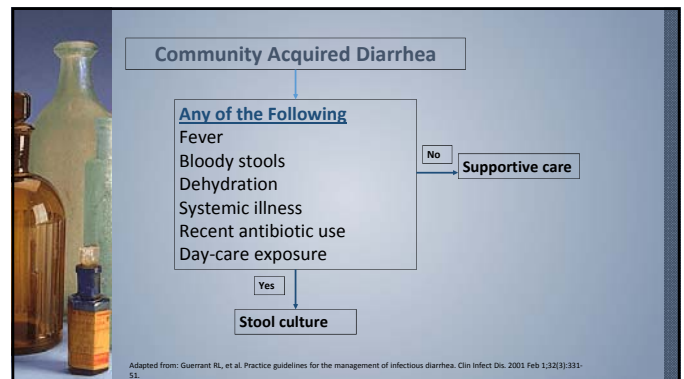 Community Acquired Diarrhea
Any of the Following
Fever
Bloody stools
Dehydration
Systemic illness
Recent antibiotic use
Day-care exposure
No
Supportive care
Yes
Stool culture
Adapted from: Guerrant RL, et al. Practice guidelines for the management of infectious diarrhea. Clin Infect Dis. 2001 Feb 1;32(3):331-
51.